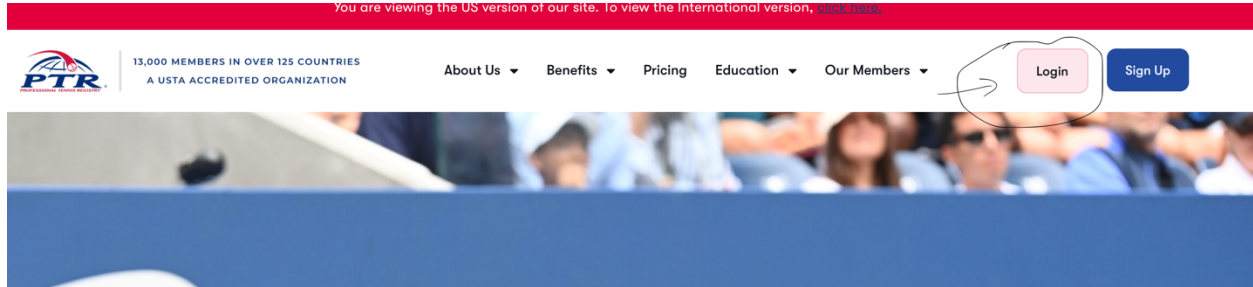 You are viewing the US version of our site. To view the International version, click here.
13,000 MEMBERS IN OVER 125 COUNTRIES
A USTA ACCREDITED ORGANIZATION
PTR
PROFESSIONAL TENNIS REGISTRY
About Us
Benefits
Pricing
Education
Our Members
Login
Sign Up